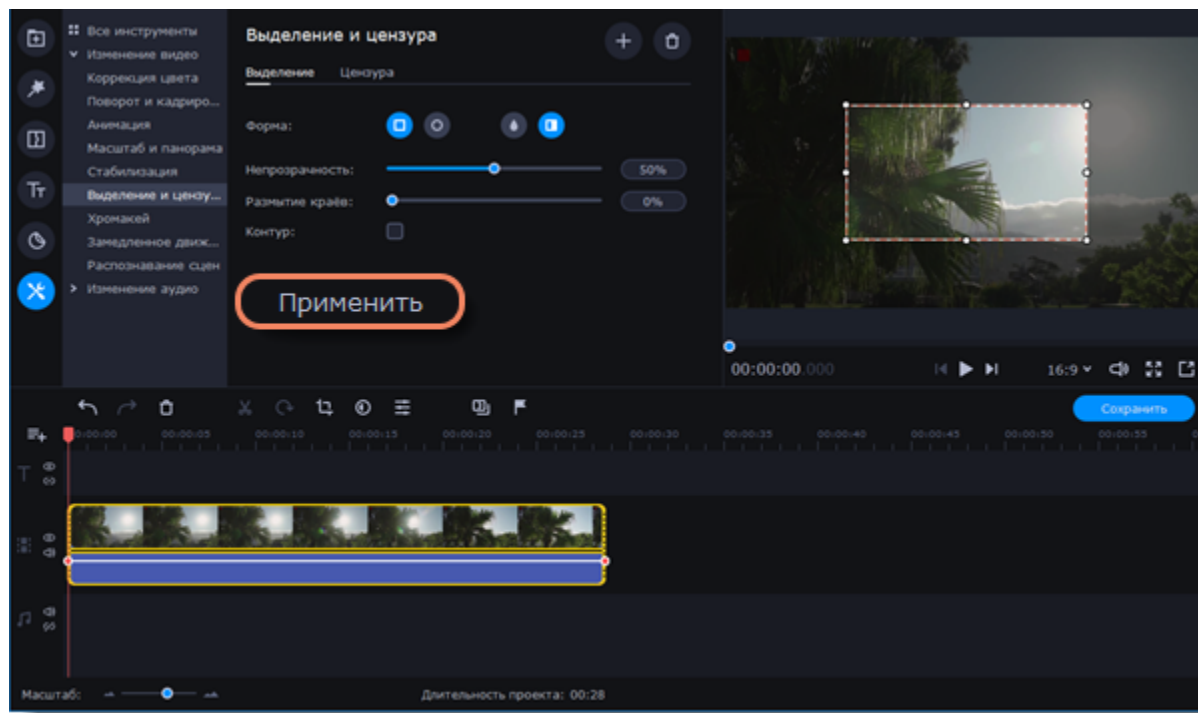 Все инструменты
Изменение видео
Коррекция цвета
Поворот и кадриро...
Анимация
Масштаб и панорама
Стабилизация
Выделение и цензу...
Хромакей
Замедленное движ...
Распознавание сцен
Изменение аудио
Выделение и цензура
Выделение Цензура
Форма:
Непрозрачность: 50%
Размытие краёв: 0%
Контур:
Применить
00:00:00.000
16:9
Сохранить
0:00:00 00:00:05 00:00:10 00:00:15 00:00:20 00:00:25 00:00:30 00:00:35 00:00:40 00:00:45 00:00:50 00:00:55
Масштаб:
Длительность проекта: 00:28